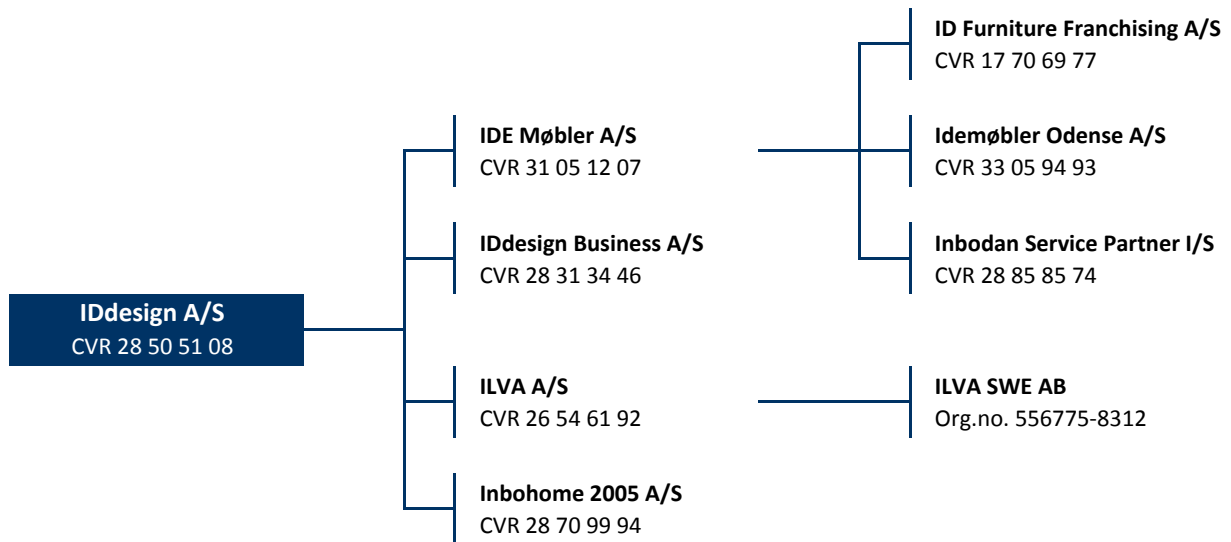 ID Furniture Franchising A/S
CVR 17 70 69 77
IDE Møbler A/S
CVR 31 05 12 07
Idemøbler Odense A/S
CVR 33 05 94 93
IDdesign Business A/S
CVR 28 31 34 46
Inbodan Service Partner I/S
CVR 28 85 85 74
IDdesign A/S
CVR 28 50 51 08
ILVA A/S
CVR 26 54 61 92
ILVA SWE AB
Org.no. 556775-8312
Inbohome 2005 A/S
CVR 28 70 99 94